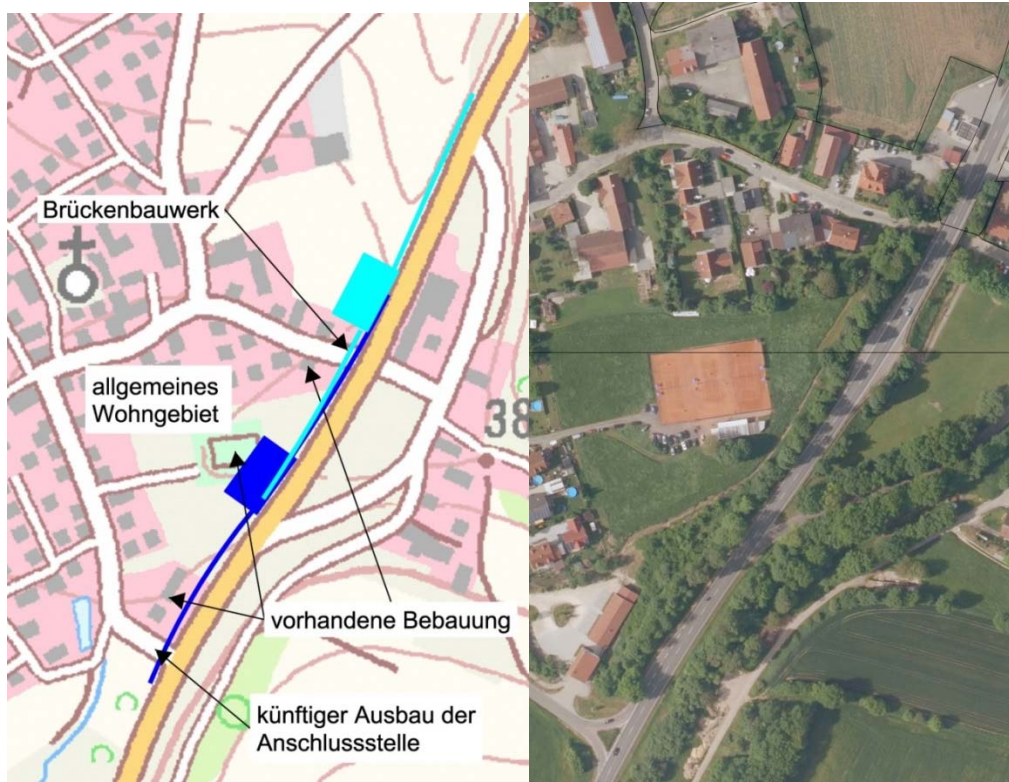 Brückenbauwerk
allgemeines
Wohngebiet
38
vorhandene Bebauung
künftiger Ausbau der
Anschlussstelle